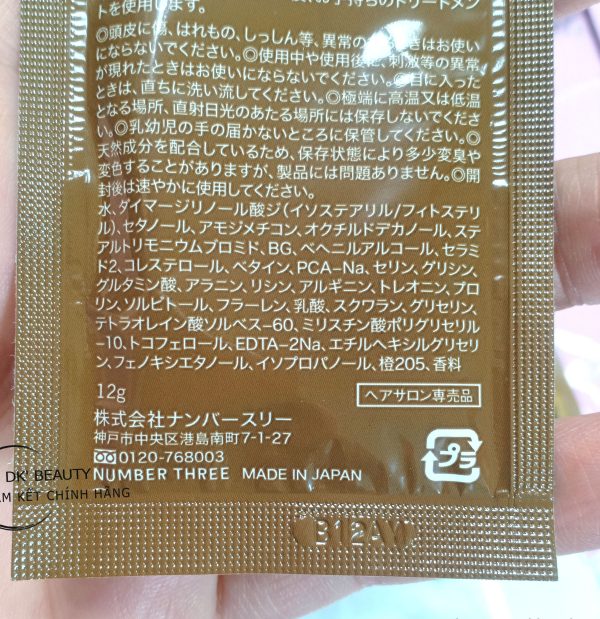 トを使用します。
◎頭皮に傷、はれもの、しっしん等、異常の
きはお使い
にならないでください。◎使用中や使用後に、刺激等の異常
が現れたときはお使いにならないでください。◎目に入った
ときは、直ちに洗い流してください。◎極端に高温又は低温
となる場所、直射日光のあたる場所には保存しないでくださ
い。◎乳幼児の手の届かないところに保管してください。◎
天然成分を配合しているため、保存状態により多少変臭や
変色することがありますが、製品には問題ありません。◎開
封後は速やかに使用してください。
水、ダイマージリノール酸ジ(イソステアリル/フィトステリ
ル)、セタノール、アモジメチコン、オクチルドデカノール、ステ
アルトリモニウムブロミド、BG、ベヘニルアルコール、セラミ
ド2、コレステロール、ベタイン、PCA-Na、セリン、グリシン、
グルタミン酸、アラニン、リシン、アルギニン、トレオニン、プロ
リン、ソルビトール、フラーレン、乳酸、スクワラン、グリセリン、
テトラオレイン酸ソルベス-60、ミリスチン酸ポリグリセリル
-10、トコフェロール、EDTA-2Na、エチルヘキシルグリセリ
ン、フェノキシエタノール、イソプロパノール、橙205、香料
12g
ヘアサロン専売品
株式会社ナンバースリー
神戸市中央区港島南町7-1-27
0120-768003
NUMBER THREE MADE IN JAPAN
プラ
DK BEAUTY
KẾT CHÍNH HÃNG